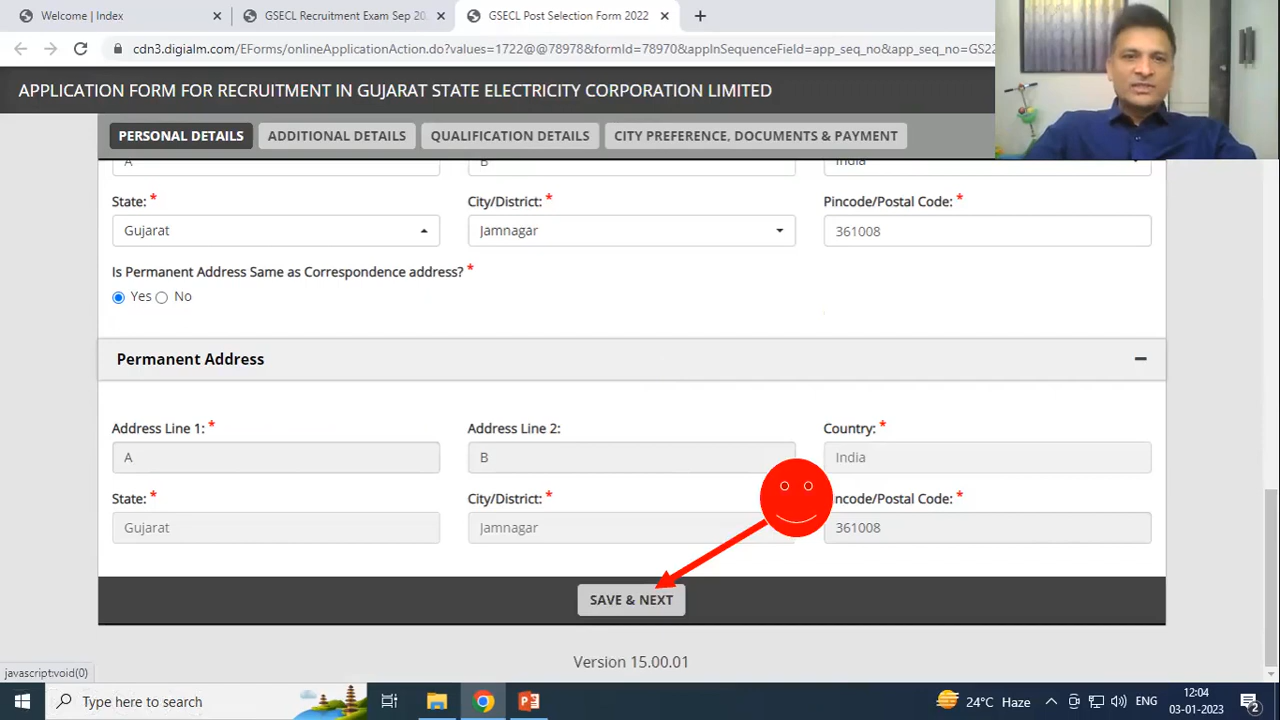 Welcome | Index
GSECL Recruitment Exam Sep 20
GSECL Post Selection Form 2022
cdn3.digialm.com/EForms/onlineApplicationAction.do?values=1722@@78978&formId=78970&appInSequenceField=app_seq_no&app_seq_no=GS22
APPLICATION FORM FOR RECRUITMENT IN GUJARAT STATE ELECTRICITY CORPORATION LIMITED
PERSONAL DETAILS ADDITIONAL DETAILS QUALIFICATION DETAILS CITY PREFERENCE, DOCUMENTS & PAYMENT
A B India
State: * City/District: * Pincode/Postal Code: *
Gujarat Jamnagar 361008
Is Permanent Address Same as Correspondence address? *
Yes No
Permanent Address
Address Line 1: * Address Line 2: Country: *
A B India
State: * City/District: * incode/Postal Code: *
Gujarat Jamnagar 361008
SAVE & NEXT
Version 15.00.01
javascript:void(0)
Type here to search
24°C Haze
ENG
12:04
03-01-2023
2